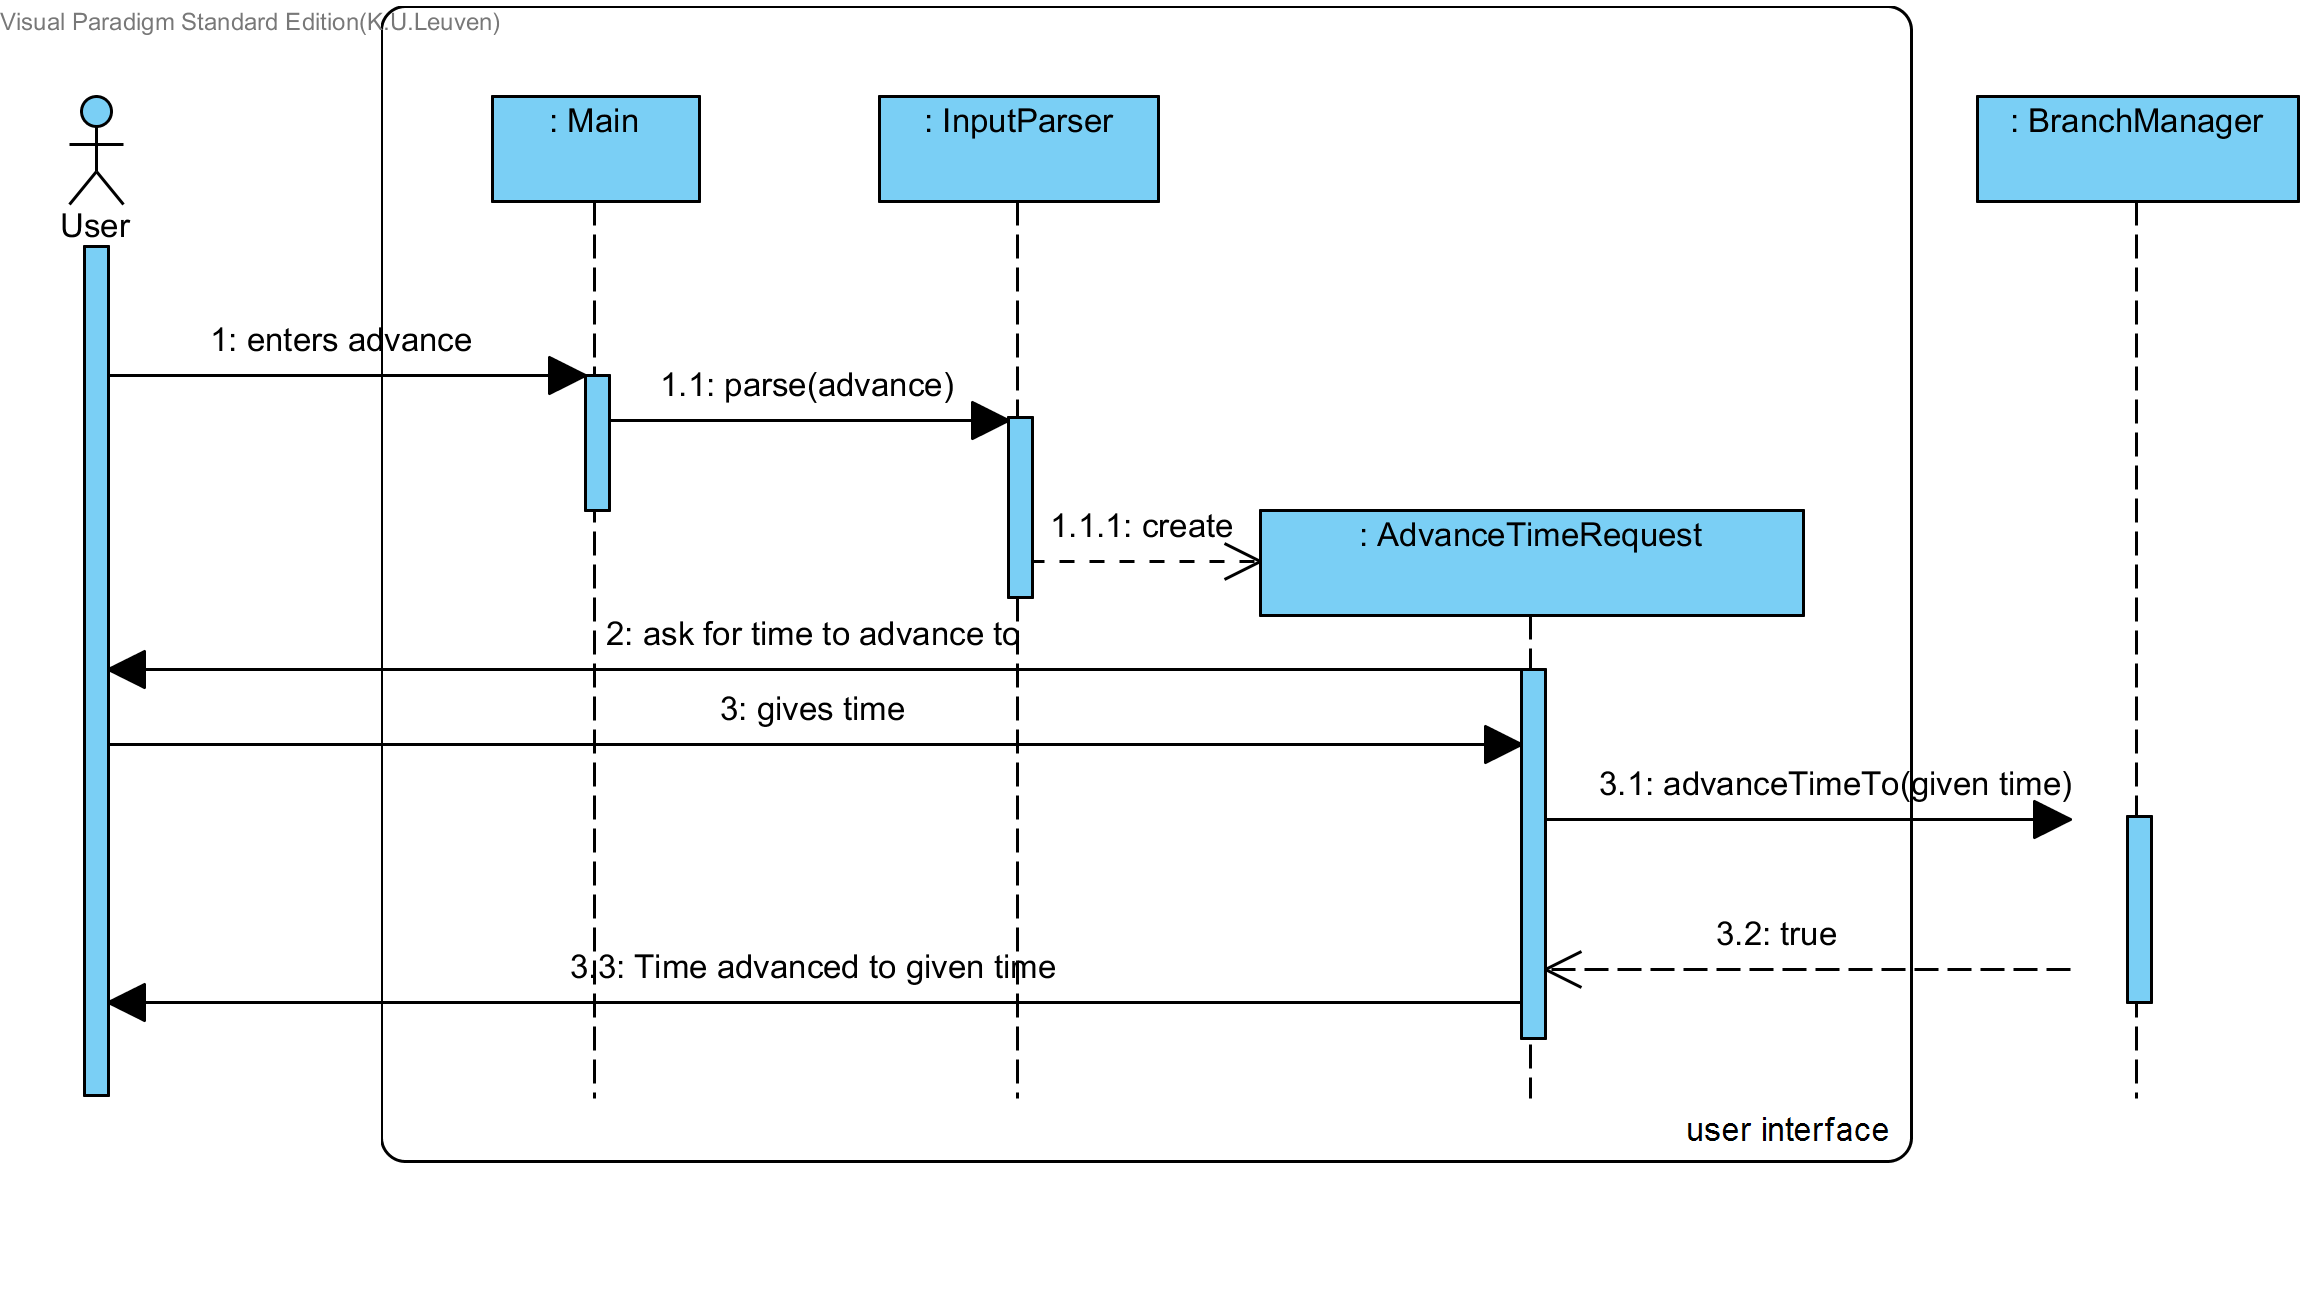 Visual Paradigm Standard Edition(K.U.Leuven)
: Main
: InputParser
: BranchManager
User
1: enters advance
1.1: parse(advance)
1.1.1: create
: AdvanceTimeRequest
2: ask for time to advance to
3: gives time
3.1: advanceTimeTo(given time)
3.2: true
3.3: Time advanced to given time
user interface